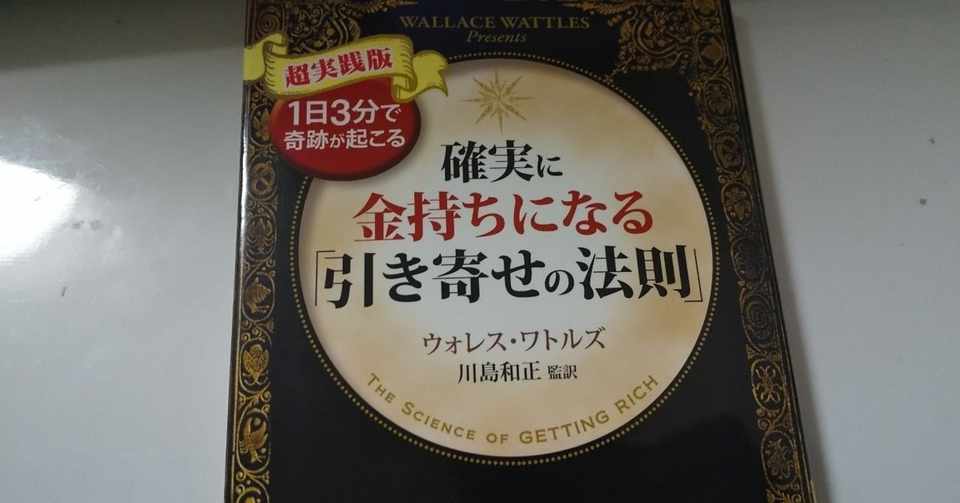 WALLACE WATTLES
Presents
超実践版
1日3分で
奇跡が起こる
確実に
金持ちになる
「引き寄せの法則」
ウォレス・ワトルズ
川島和正 監訳
THE SCIENCE OF GETTING RICH